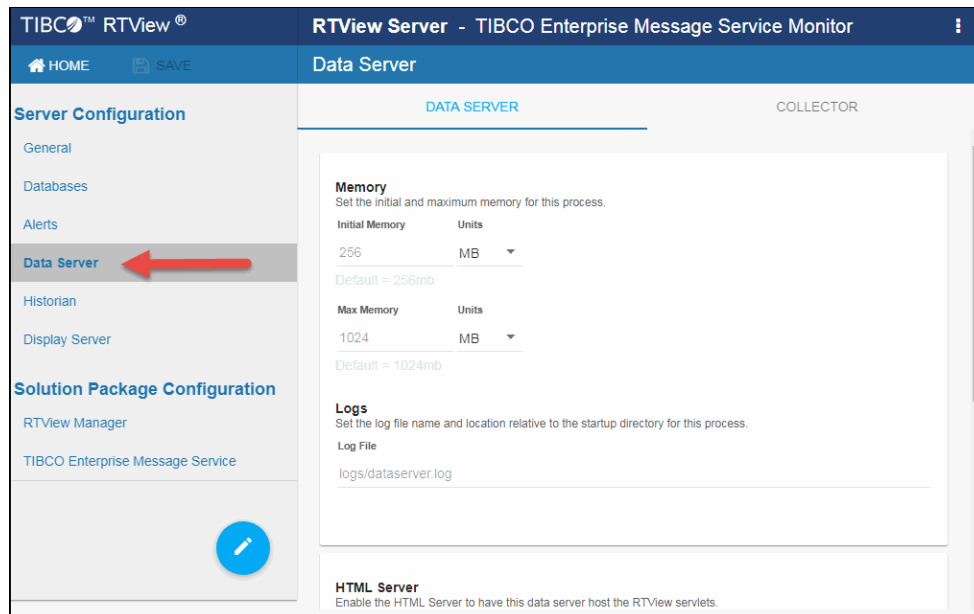 TIBCO™ RTView ®
RTView Server - TIBCO Enterprise Message Service Monitor
HOME
SAVE
Data Server
Server Configuration
General
Databases
Alerts
Data Server
Historian
Display Server
Solution Package Configuration
RTView Manager
TIBCO Enterprise Message Service
DATA SERVER
COLLECTOR
Memory
Set the initial and maximum memory for this process.
Initial Memory Units
256 MB
Default = 256mb
Max Memory Units
1024 MB
Default = 1024mb
Logs
Set the log file name and location relative to the startup directory for this process.
Log File
logs/dataserver.log
HTML Server
Enable the HTML Server to have this data server host the RTView servlets.